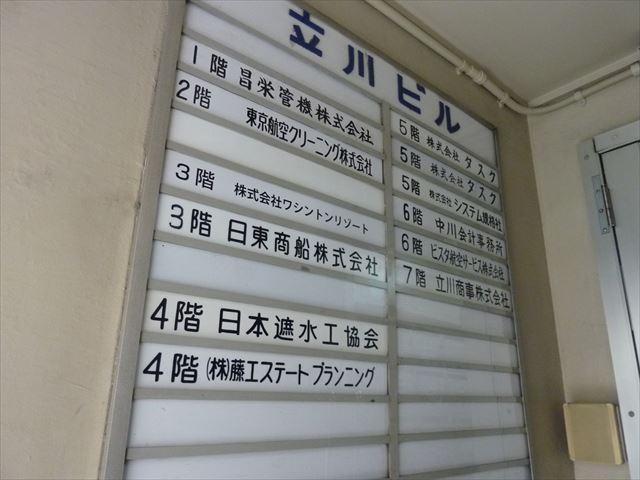 立川ビル
1階 昌栄管機株式会社
2階 東京航空クリーニング株式会社
3階 株式会社ワシントンリゾート
3階 日東商船株式会社
4階 日本遮水工協会
4階 (株)藤エステートプランニング
5階 株式会社 タスク
5階 株式会社 タスク
5階 株式会社 システム規格社
6階 中川会計事務所
6階 ビスタ航空サービス株式会社
7階 立川商事株式会社